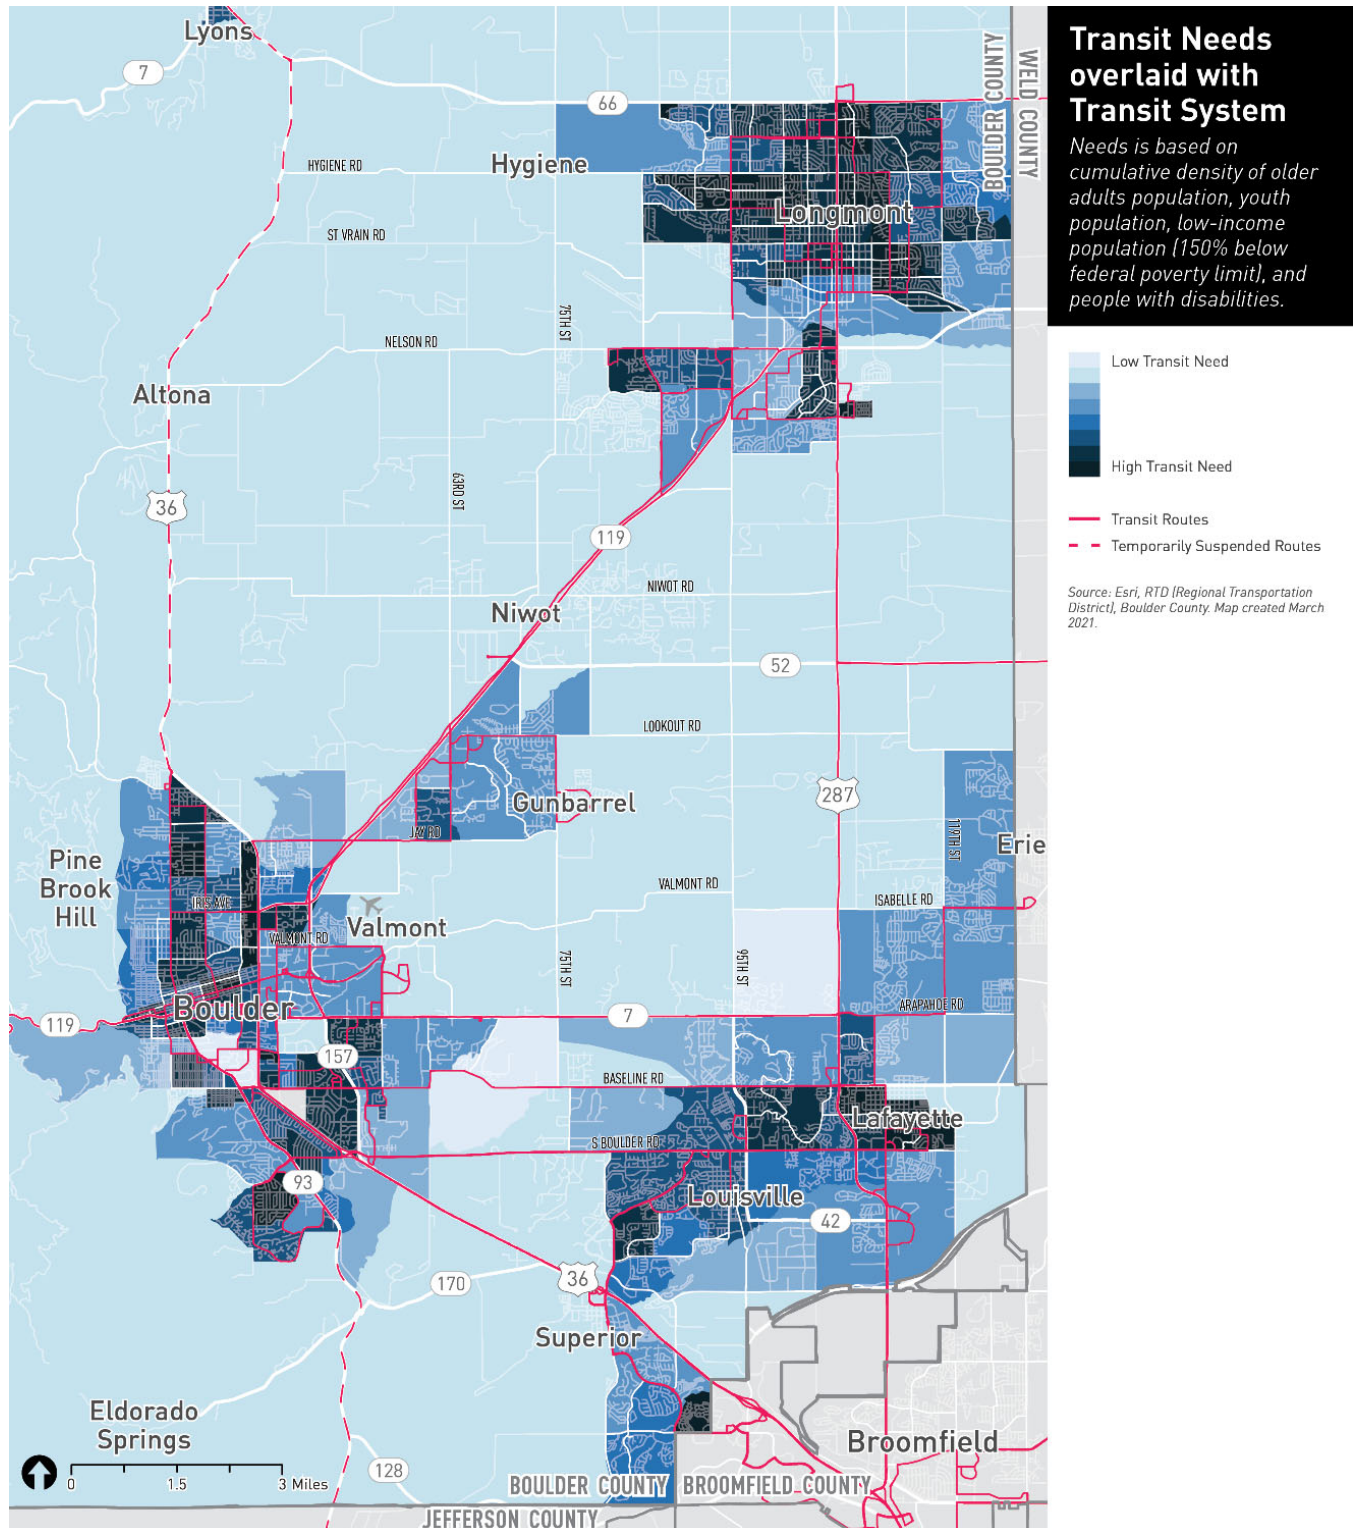 Transit Needs
overlaid with
Transit System
Needs is based on
cumulative density of older
adults population, youth
population, low-income
population (150% below
federal poverty limit), and
people with disabilities.
Low Transit Need
High Transit Need
Transit Routes
Temporarily Suspended Routes
Source: Esri, RTD (Regional Transportation
District), Boulder County. Map created March
2021.
Lyons
7
66
BOULDER COUNTY
WELD COUNTY
HYGIENE RD
Hygiene
Longmont
ST VRAIN RD
75TH ST
NELSON RD
Altona
63RD ST
36
119
NIWOT RD
Niwot
52
LOOKOUT RD
287
Gunbarrel
JAY RD
119TH ST
Erie
Pine
Brook
Hill
VALMONT RD
IRIS AVE
ISABELLE RD
Valmont
VALMONT RD
75TH ST
95TH ST
Boulder
ARAPAHOE RD
119
7
157
BASELINE RD
Lafayette
S BOULDER RD
93
Louisville
42
170
36
Superior
Eldorado
Springs
Broomfield
128
0
1.5
3 Miles
BOULDER COUNTY
BROOMFIELD COUNTY
JEFFERSON COUNTY